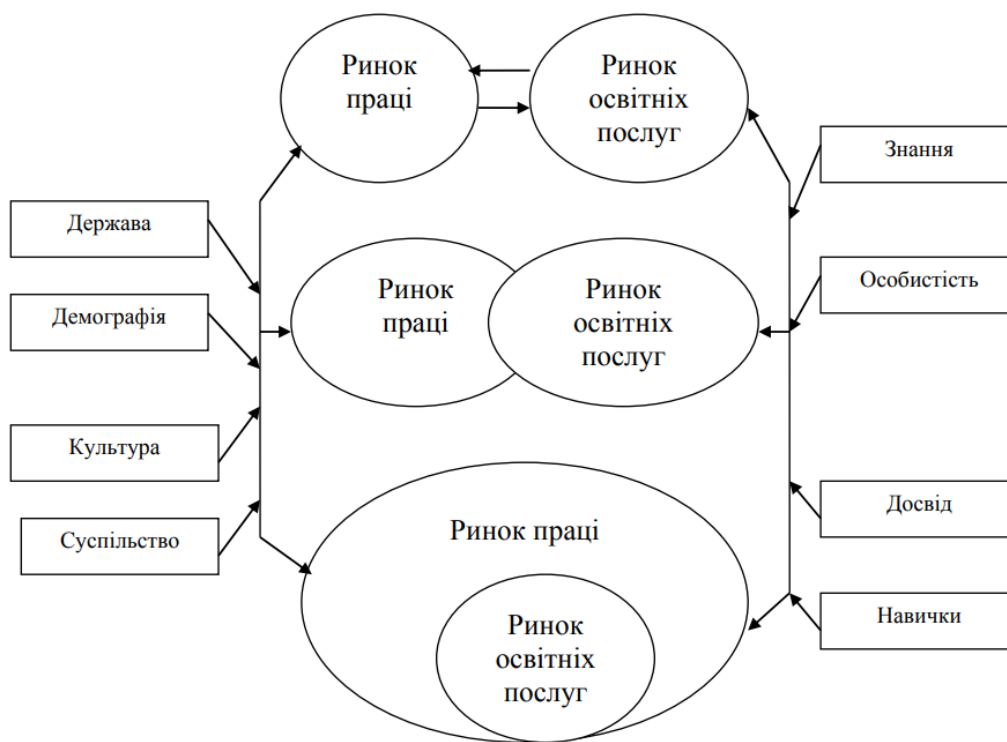 Ринок
праці
Ринок
освітніх
послуг
Знання
Держава
Особистість
Демографія
Ринок
праці
Ринок
освітніх
послуг
Культура
Досвід
Суспільство
Ринок праці
Навички
Ринок
освітніх
послуг